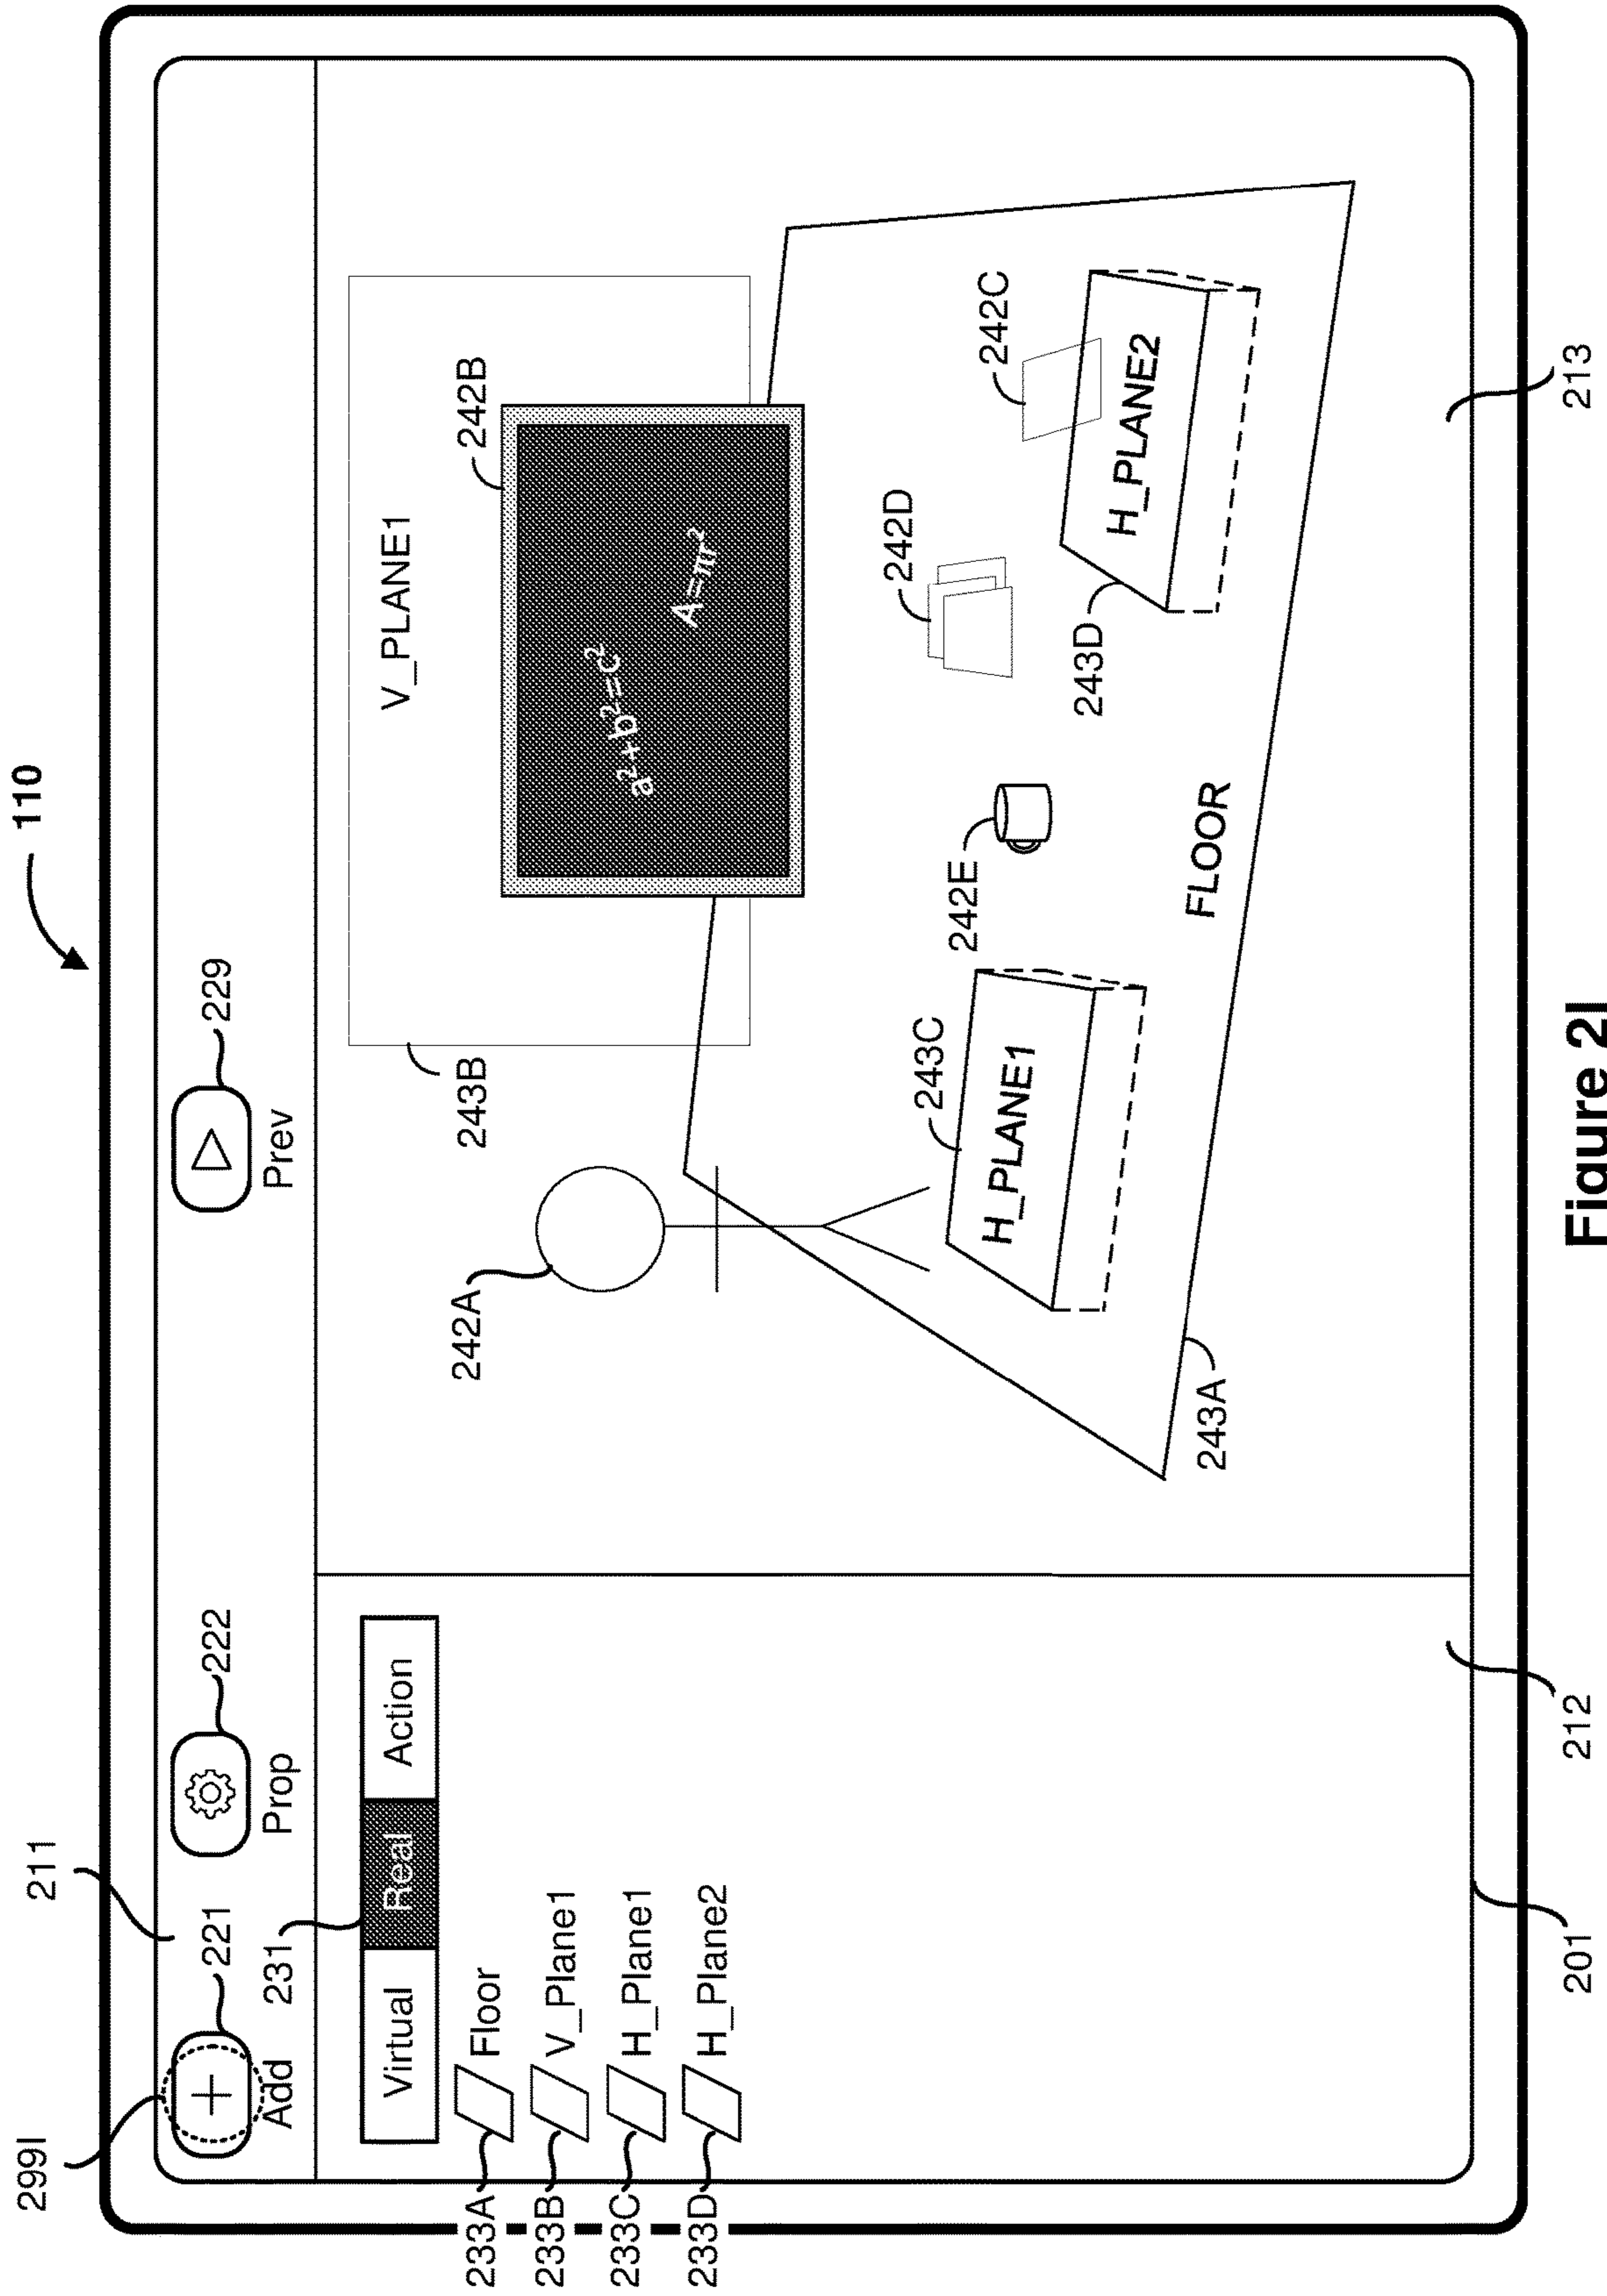 110
299I
211
221
222
229
Add
Prop
Prev
231
Virtual
Real
Action
233A
Floor
233B
V_Plane1
233C
H_Plane1
233D
H_Plane2
V_PLANE1
243B
242B
a²+b²=c²
A=πr²
242A
242D
242C
242E
243C
H_PLANE1
243D
H_PLANE2
FLOOR
243A
201
212
213
Figure 2I